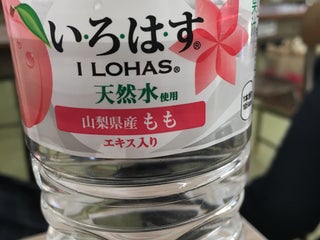 い・ろ・は・す®
I LOHAS®
天然水使用
山梨県産もも
エキス入り